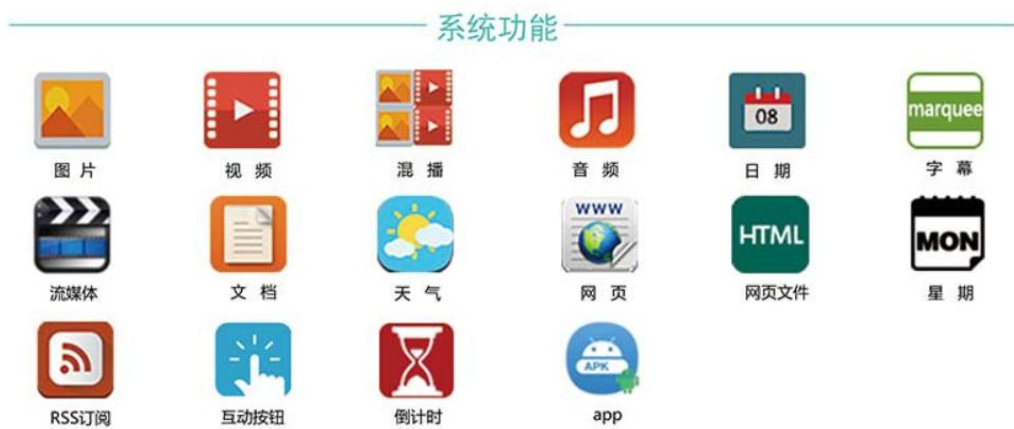 系统功能
08
marquee
图片 视频 混播 音频 日期 字幕
WWW
HTML
MON
流媒体 文档 天气 网页 网页文件 星期
APK
RSS订阅 互动按钮 倒计时 app